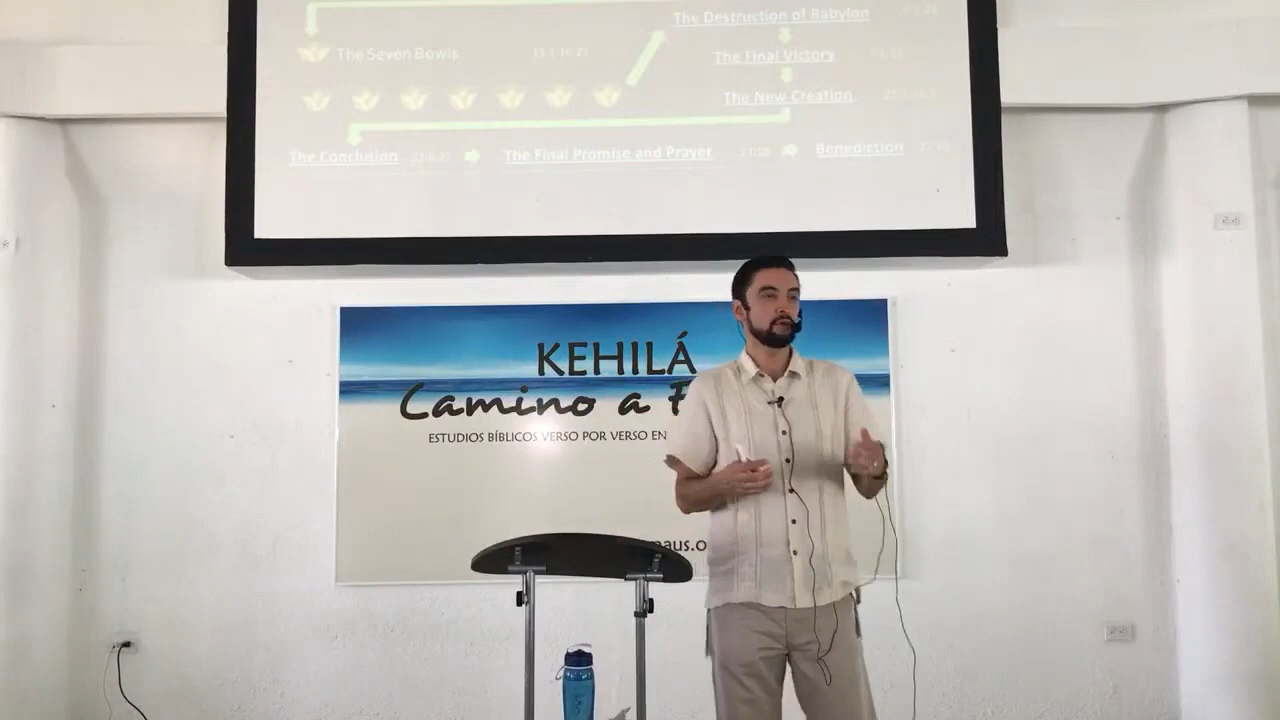 The Destruction of Babylon
The Seven Bowls
The Final Victory
The New Creation
The Conclusion The Final Promise and Prayer Benediction
KEHILÁ
Camino a
ESTUDIOS BÍBLICOS VERSO POR VERSO EN
aus.o